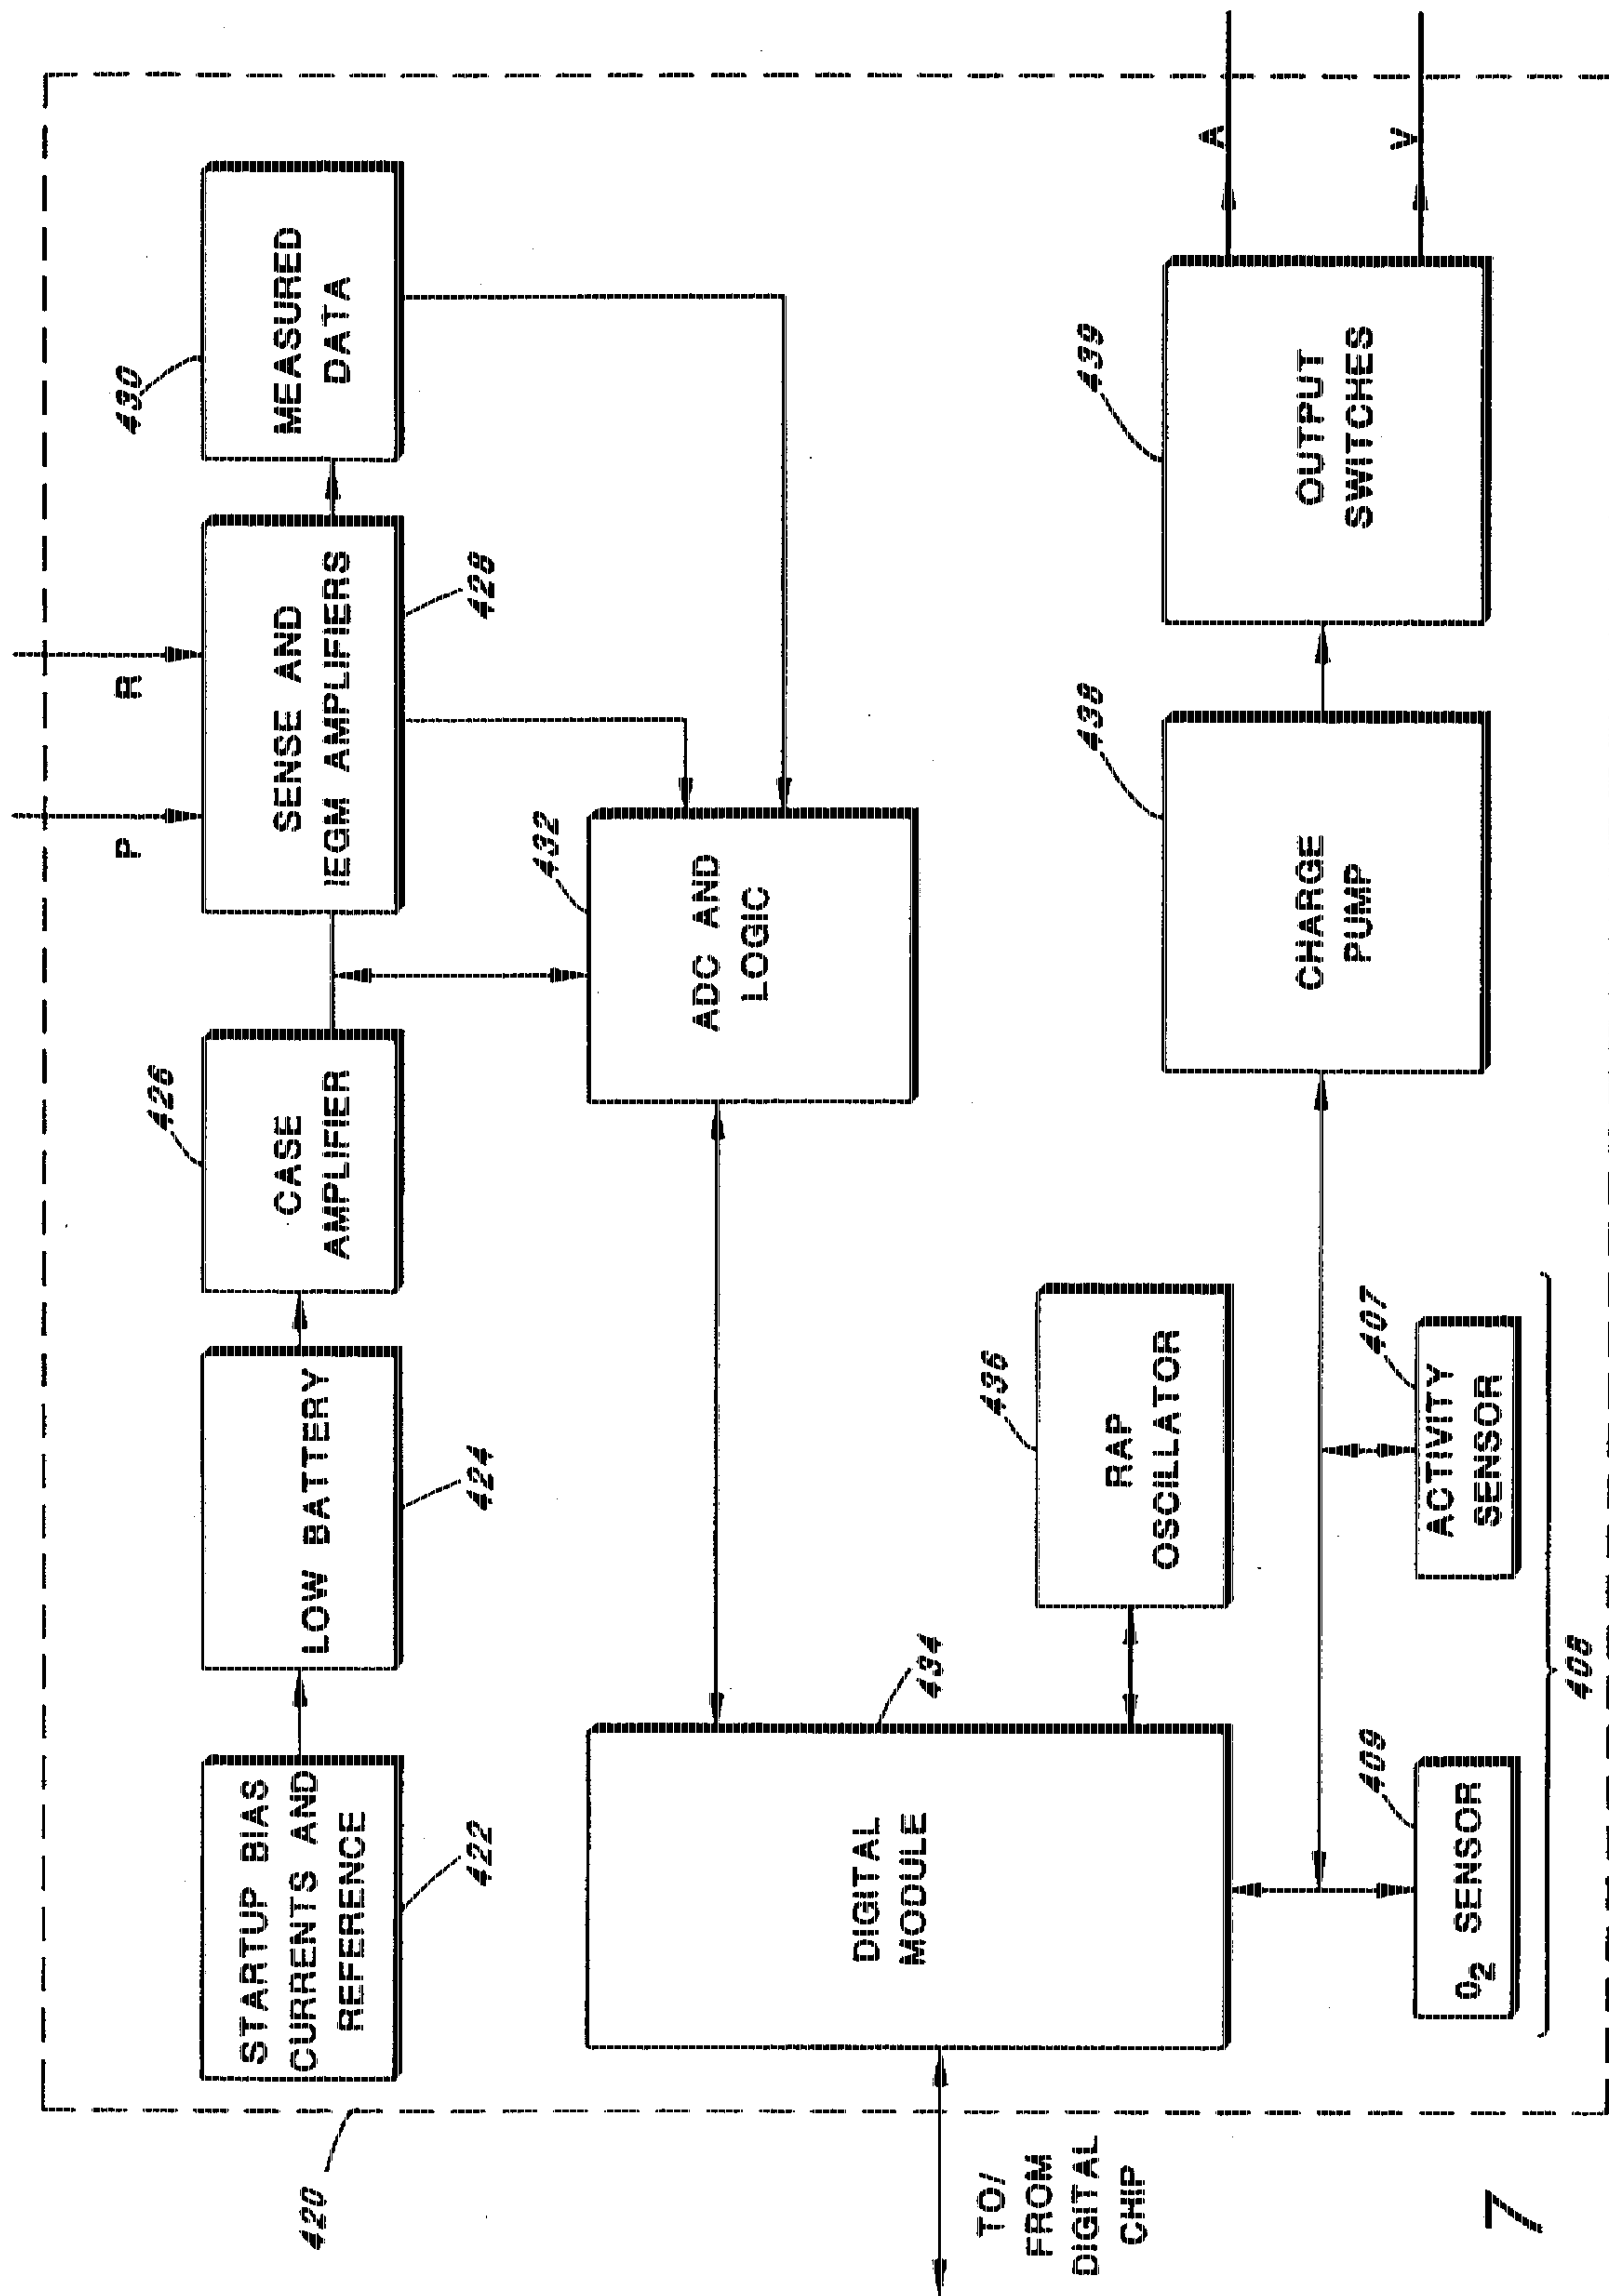 P
R
430
STARTUP BIAS
CURRENTS AND
REFERENCE
422
LOW BATTERY
424
426
CASE
AMPLIFIER
SENSE AND
IEGM AMPLIFIERS
428
MEASURED
DATA
420
432
ADC AND
LOGIC
DIGITAL
MODULE
434
436
RAP
OSCILLATOR
438
CHARGE
PUMP
439
OUTPUT
SWITCHES
A
V
TO/
FROM
DIGITAL
CHIP
409
O2 SENSOR
407
ACTIVITY
SENSOR
408
7